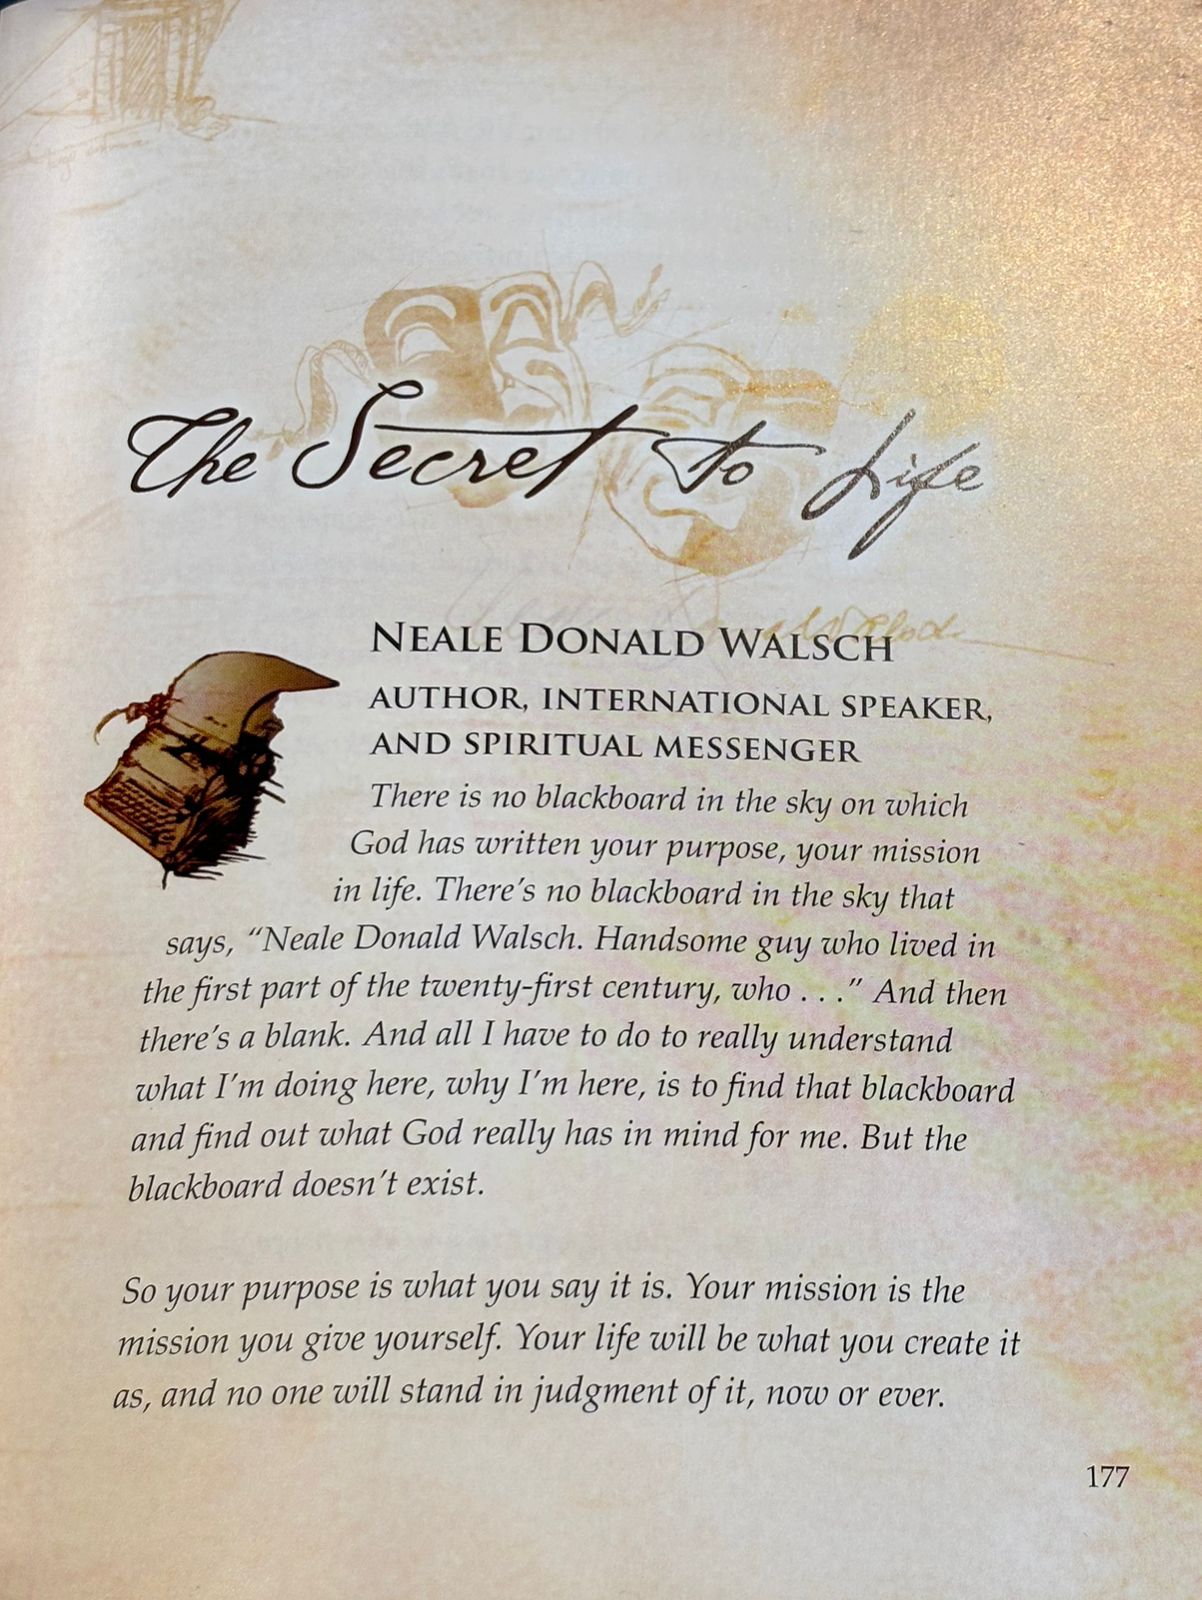 The Secret to Life
NEALE DONALD WALSCH
AUTHOR, INTERNATIONAL SPEAKER,
AND SPIRITUAL MESSENGER
There is no blackboard in the sky on which
God has written your purpose, your mission
in life. There's no blackboard in the sky that
says, “Neale Donald Walsch. Handsome guy who lived in
the first part of the twenty-first century, who . . .” And then
there's a blank. And all I have to do to really understand
what I'm doing here, why I'm here, is to find that blackboard
and find out what God really has in mind for me. But the
blackboard doesn't exist.
So your purpose is what you say it is. Your mission is the
mission you give yourself. Your life will be what you create it
as, and no one will stand in judgment of it, now or ever.
177